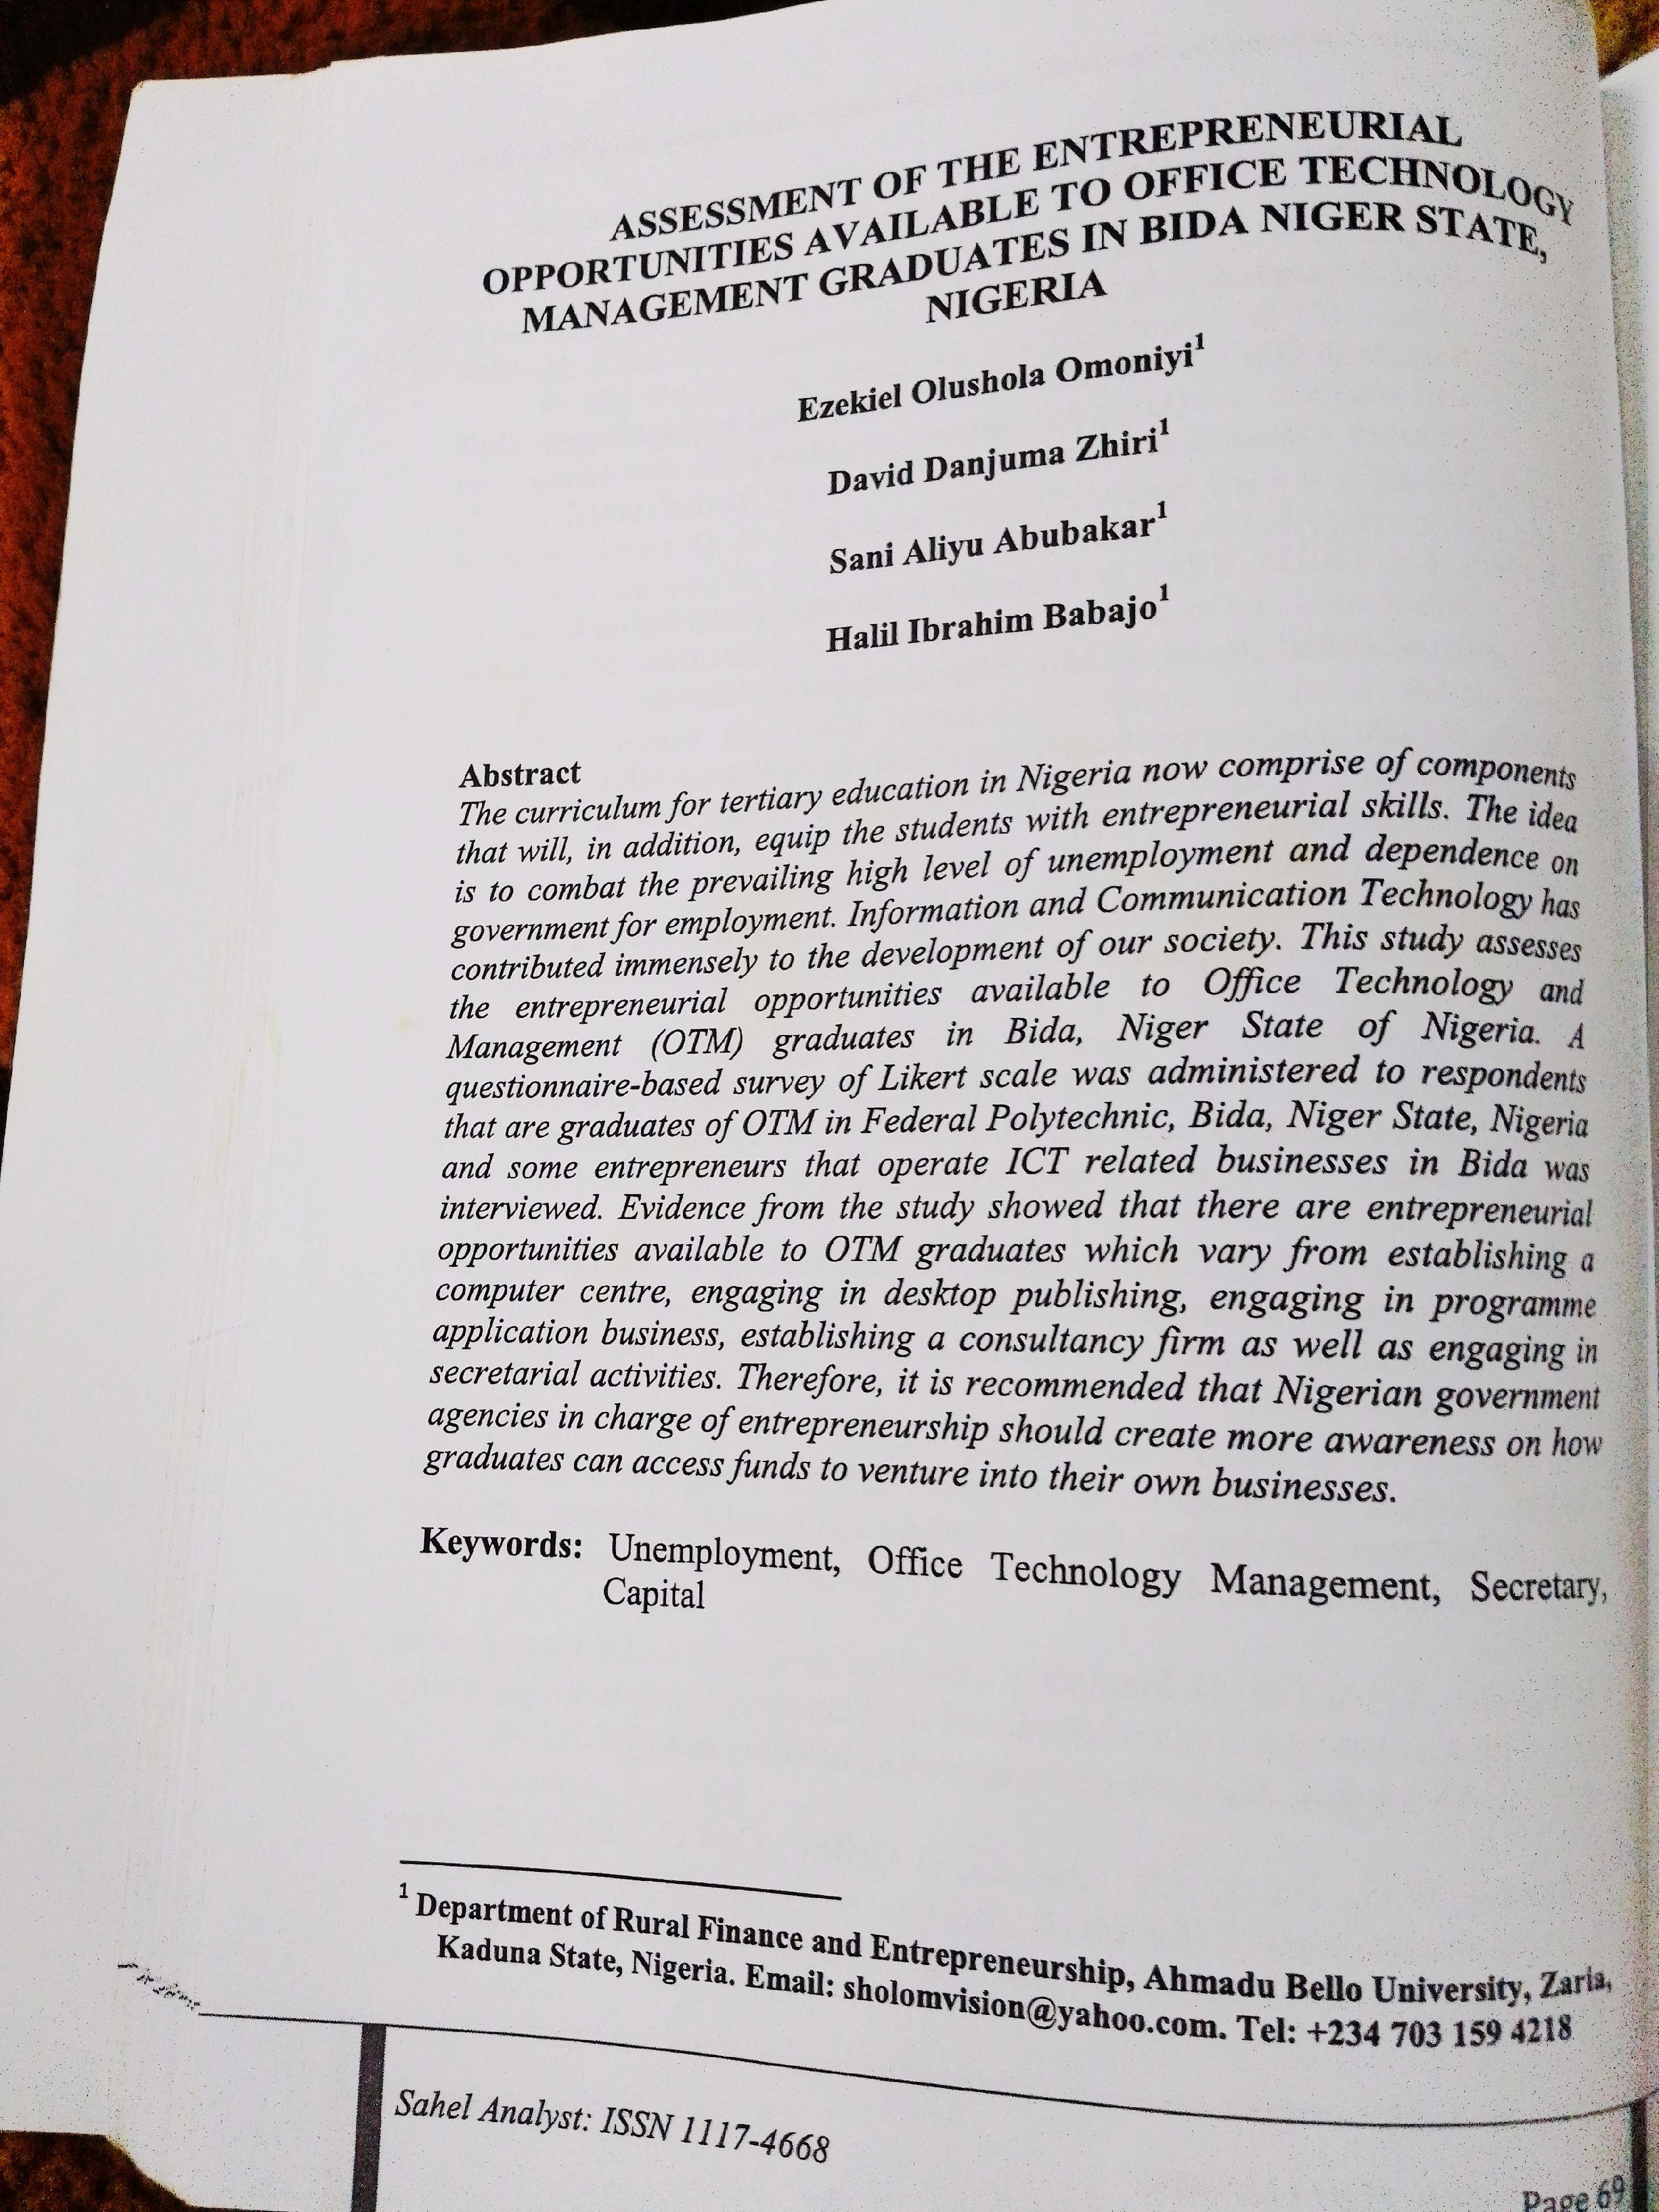 ASSESSMENT OF THE ENTREPRENEURIAL
OPPORTUNITIES AVAILABLE TO OFFICE TECHNOLOGY
MANAGEMENT GRADUATES IN BIDA NIGER STATE,
NIGERIA
Ezekiel Olushola Omoniyi¹
David Danjuma Zhiri¹
Sani Aliyu Abubakar¹
Halil Ibrahim Babajo¹
Abstract
The curriculum for tertiary education in Nigeria now comprise of components
that will, in addition, equip the students with entrepreneurial skills. The idea
is to combat the prevailing high level of unemployment and dependence on
government for employment. Information and Communication Technology has
contributed immensely to the development of our society. This study assesses
the entrepreneurial opportunities available to Office Technology and
Management (OTM) graduates in Bida, Niger State of Nigeria. A
questionnaire-based survey of Likert scale was administered to respondents
that are graduates of OTM in Federal Polytechnic, Bida, Niger State, Nigeria
and some entrepreneurs that operate ICT related businesses in Bida was
interviewed. Evidence from the study showed that there are entrepreneurial
opportunities available to OTM graduates which vary from establishing a
computer centre, engaging in desktop publishing, engaging in programme
application business, establishing a consultancy firm as well as engaging in
secretarial activities. Therefore, it is recommended that Nigerian government
agencies in charge of entrepreneurship should create more awareness on how
graduates can access funds to venture into their own businesses.
Keywords: Unemployment, Office Technology Management, Secretary,
Capital
¹ Department of Rural Finance and Entrepreneurship, Ahmadu Bello University, Zaria,
Kaduna State, Nigeria. Email: sholomvision@yahoo.com. Tel: +234 703 159 4218
Sahel Analyst: ISSN 1117-4668
Page 69